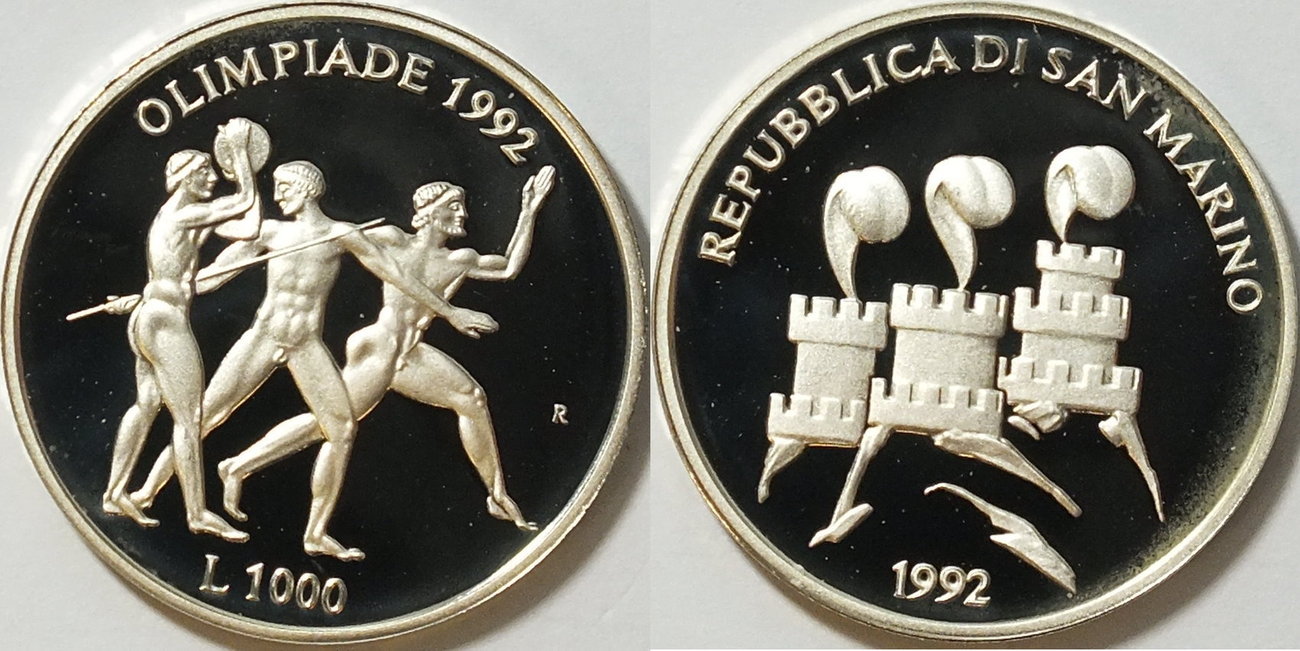 OLIMPIADE 1992
R
L 1000
REPUBBLICA DI SAN MARINO
1992